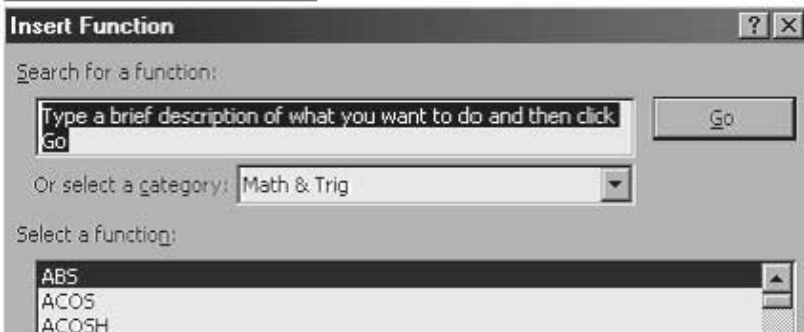 Insert Function
Search for a function:
Type a brief description of what you want to do and then click
Go
Go
Or select a category: Math & Trig
Select a function:
ABS
ACOS
ACOSH